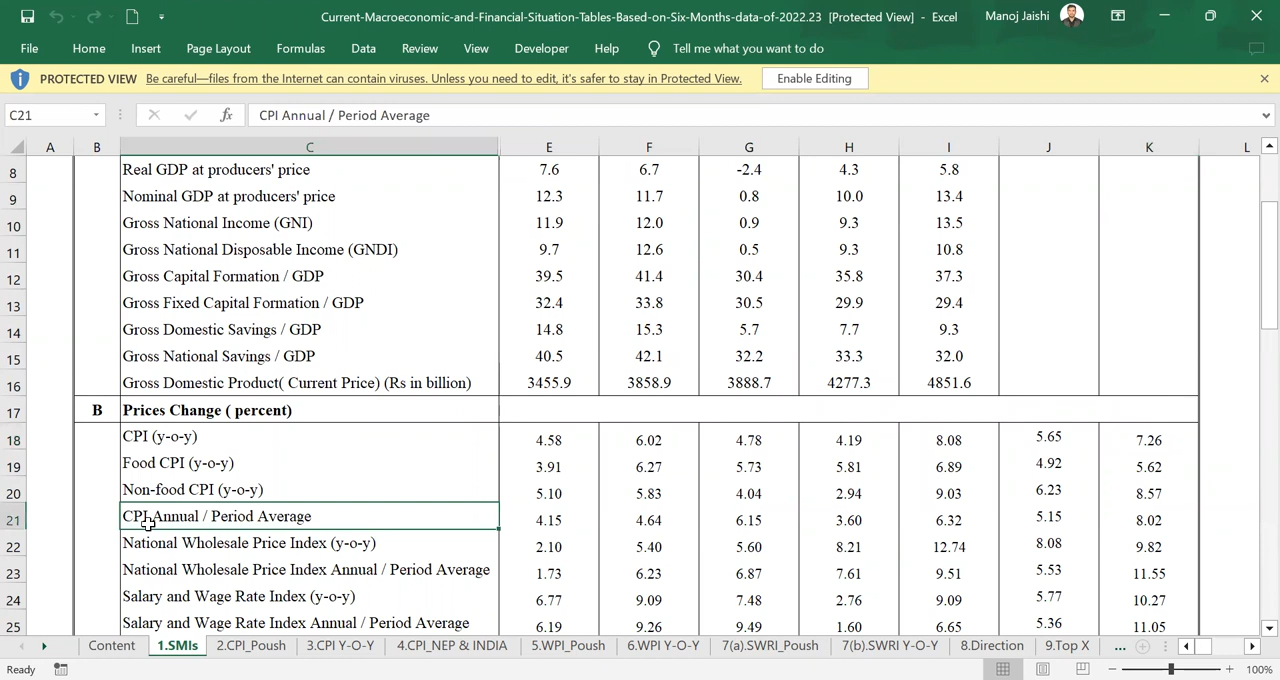 Current-Macroeconomic-and-Financial-Situation-Tables-Based-on-Six-Months-data-of-2022.23 [Protected View] - Excel Manoj Jaishi
File Home Insert Page Layout Formulas Data Review View Developer Help Tell me what you want to do
PROTECTED VIEW Be careful—files from the Internet can contain viruses. Unless you need to edit, it's safer to stay in Protected View. Enable Editing
C21 fx CPI Annual / Period Average
A B C E F G H I J K L
8 Real GDP at producers' price 7.6 6.7 -2.4 4.3 5.8
9 Nominal GDP at producers' price 12.3 11.7 0.8 10.0 13.4
10 Gross National Income (GNI) 11.9 12.0 0.9 9.3 13.5
11 Gross National Disposable Income (GNDI) 9.7 12.6 0.5 9.3 10.8
12 Gross Capital Formation / GDP 39.5 41.4 30.4 35.8 37.3
13 Gross Fixed Capital Formation / GDP 32.4 33.8 30.5 29.9 29.4
14 Gross Domestic Savings / GDP 14.8 15.3 5.7 7.7 9.3
15 Gross National Savings / GDP 40.5 42.1 32.2 33.3 32.0
16 Gross Domestic Product( Current Price) (Rs in billion) 3455.9 3858.9 3888.7 4277.3 4851.6
17 B Prices Change ( percent)
18 CPI (y-o-y) 4.58 6.02 4.78 4.19 8.08 5.65 7.26
19 Food CPI (y-o-y) 3.91 6.27 5.73 5.81 6.89 4.92 5.62
20 Non-food CPI (y-o-y) 5.10 5.83 4.04 2.94 9.03 6.23 8.57
21 CPI Annual / Period Average 4.15 4.64 6.15 3.60 6.32 5.15 8.02
22 National Wholesale Price Index (y-o-y) 2.10 5.40 5.60 8.21 12.74 8.08 9.82
23 National Wholesale Price Index Annual / Period Average 1.73 6.23 6.87 7.61 9.51 5.53 11.55
24 Salary and Wage Rate Index (y-o-y) 6.77 9.09 7.48 2.76 9.09 5.77 10.27
25 Salary and Wage Rate Index Annual / Period Average 6.19 9.26 9.49 1.60 6.65 5.36 11.05
Content 1.SMIs 2.CPI_Poush 3.CPI Y-O-Y 4.CPI_NEP & INDIA 5.WPI_Poush 6.WPI Y-O-Y 7(a).SWRI_Poush 7(b).SWRI Y-O-Y 8.Direction 9.Top X ...
Ready 100%